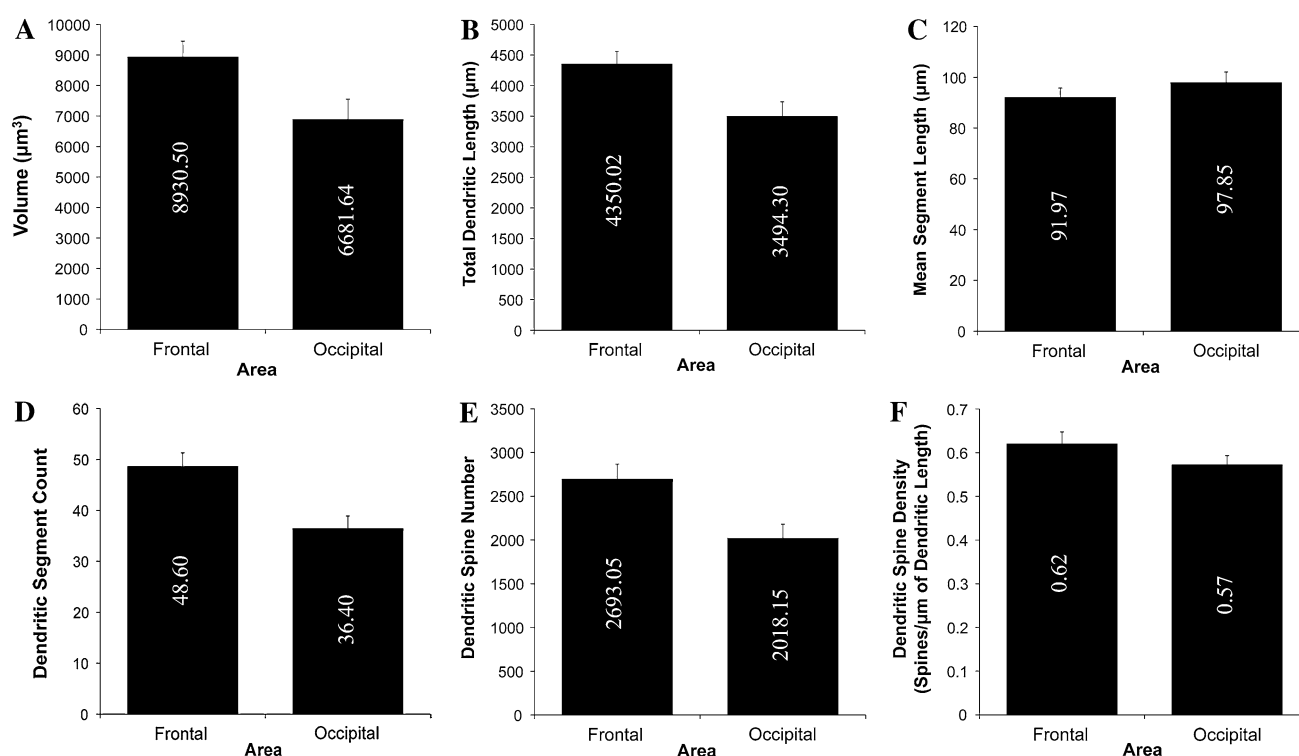 A
Volume (µm³)
10000
9000
8000
7000
6000
5000
4000
3000
2000
1000
0
8930.50
6681.64
Frontal
Occipital
Area
B
Total Dendritic Length (µm)
5000
4500
4000
3500
3000
2500
2000
1500
1000
500
0
4350.02
3494.30
Frontal
Occipital
Area
C
Mean Segment Length (µm)
120
100
80
60
40
20
0
91.97
97.85
Frontal
Occipital
Area
D
Dendritic Segment Count
60
50
40
30
20
10
0
48.60
36.40
Frontal
Occipital
Area
E
Dendritic Spine Number
3500
3000
2500
2000
1500
1000
500
0
2693.05
2018.15
Frontal
Occipital
Area
F
Dendritic Spine Density
(Spines/µm of Dendritic Length)
0.7
0.6
0.5
0.4
0.3
0.2
0.1
0
0.62
0.57
Frontal
Occipital
Area